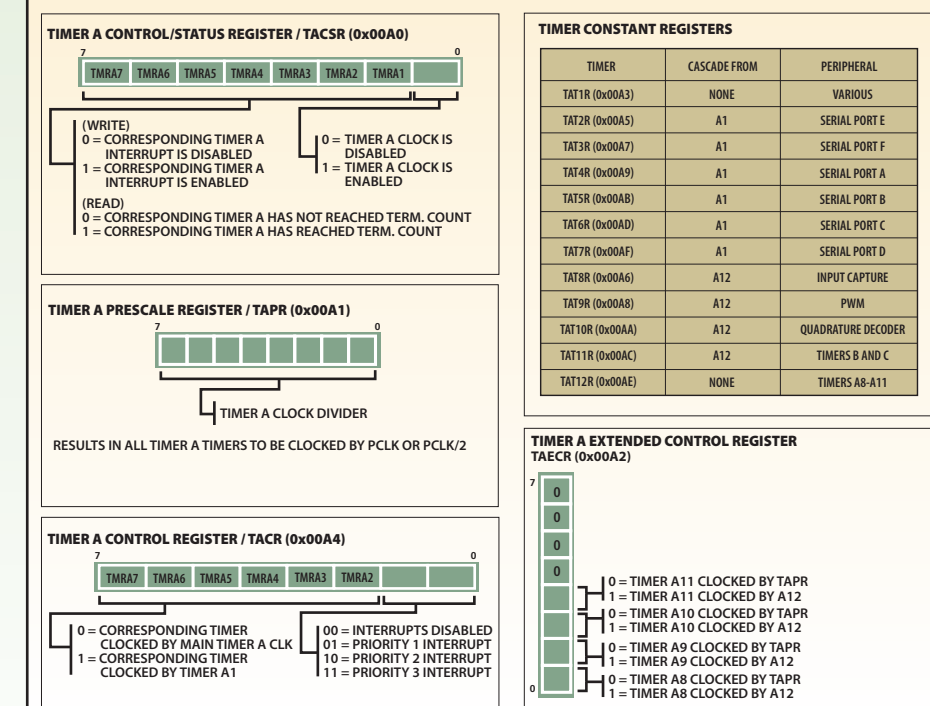 TIMER A CONTROL/STATUS REGISTER / TACSR (0x00A0)
7 0
TMRA7 TMRA6 TMRA5 TMRA4 TMRA3 TMRA2 TMRA1
(WRITE)
0 = CORRESPONDING TIMER A
INTERRUPT IS DISABLED
1 = CORRESPONDING TIMER A
INTERRUPT IS ENABLED
0 = TIMER A CLOCK IS
DISABLED
1 = TIMER A CLOCK IS
ENABLED
(READ)
0 = CORRESPONDING TIMER A HAS NOT REACHED TERM. COUNT
1 = CORRESPONDING TIMER A HAS REACHED TERM. COUNT
TIMER A PRESCALE REGISTER / TAPR (0x00A1)
7 0
TIMER A CLOCK DIVIDER
RESULTS IN ALL TIMER A TIMERS TO BE CLOCKED BY PCLK OR PCLK/2
TIMER A CONTROL REGISTER / TACR (0x00A4)
7 0
TMRA7 TMRA6 TMRA5 TMRA4 TMRA3 TMRA2
0 = CORRESPONDING TIMER
CLOCKED BY MAIN TIMER A CLK
1 = CORRESPONDING TIMER
CLOCKED BY TIMER A1
00 = INTERRUPTS DISABLED
01 = PRIORITY 1 INTERRUPT
10 = PRIORITY 2 INTERRUPT
11 = PRIORITY 3 INTERRUPT
TIMER CONSTANT REGISTERS
TIMER CASCADE FROM PERIPHERAL
TAT1R (0x00A3) NONE VARIOUS
TAT2R (0x00A5) A1 SERIAL PORT E
TAT3R (0x00A7) A1 SERIAL PORT F
TAT4R (0x00A9) A1 SERIAL PORT A
TAT5R (0x00AB) A1 SERIAL PORT B
TAT6R (0x00AD) A1 SERIAL PORT C
TAT7R (0x00AF) A1 SERIAL PORT D
TAT8R (0x00A6) A12 INPUT CAPTURE
TAT9R (0x00A8) A12 PWM
TAT10R (0x00AA) A12 QUADRATURE DECODER
TAT11R (0x00AC) A12 TIMERS B AND C
TAT12R (0x00AE) NONE TIMERS A8-A11
TIMER A EXTENDED CONTROL REGISTER
TAECR (0x00A2)
7
0
0
0
0
0 = TIMER A11 CLOCKED BY TAPR
1 = TIMER A11 CLOCKED BY A12
0 = TIMER A10 CLOCKED BY TAPR
1 = TIMER A10 CLOCKED BY A12
0 = TIMER A9 CLOCKED BY TAPR
1 = TIMER A9 CLOCKED BY A12
0 = TIMER A8 CLOCKED BY TAPR
0 1 = TIMER A8 CLOCKED BY A12